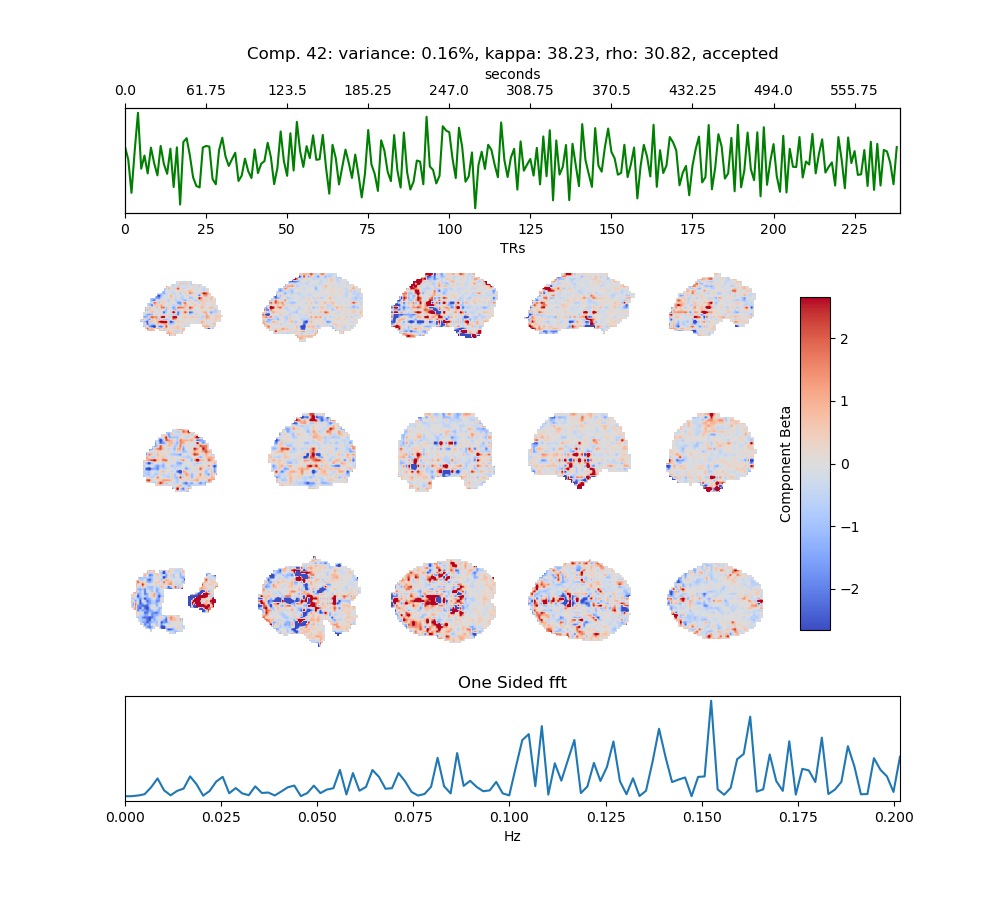 Comp. 42: variance: 0.16%, kappa: 38.23, rho: 30.82, accepted
seconds
0.0 61.75 123.5 185.25 247.0 308.75 370.5 432.25 494.0 555.75
0 25 50 75 100 125 150 175 200 225
TRs
2
1
0
−1
−2
Component Beta
One Sided fft
0.000 0.025 0.050 0.075 0.100 0.125 0.150 0.175 0.200
Hz